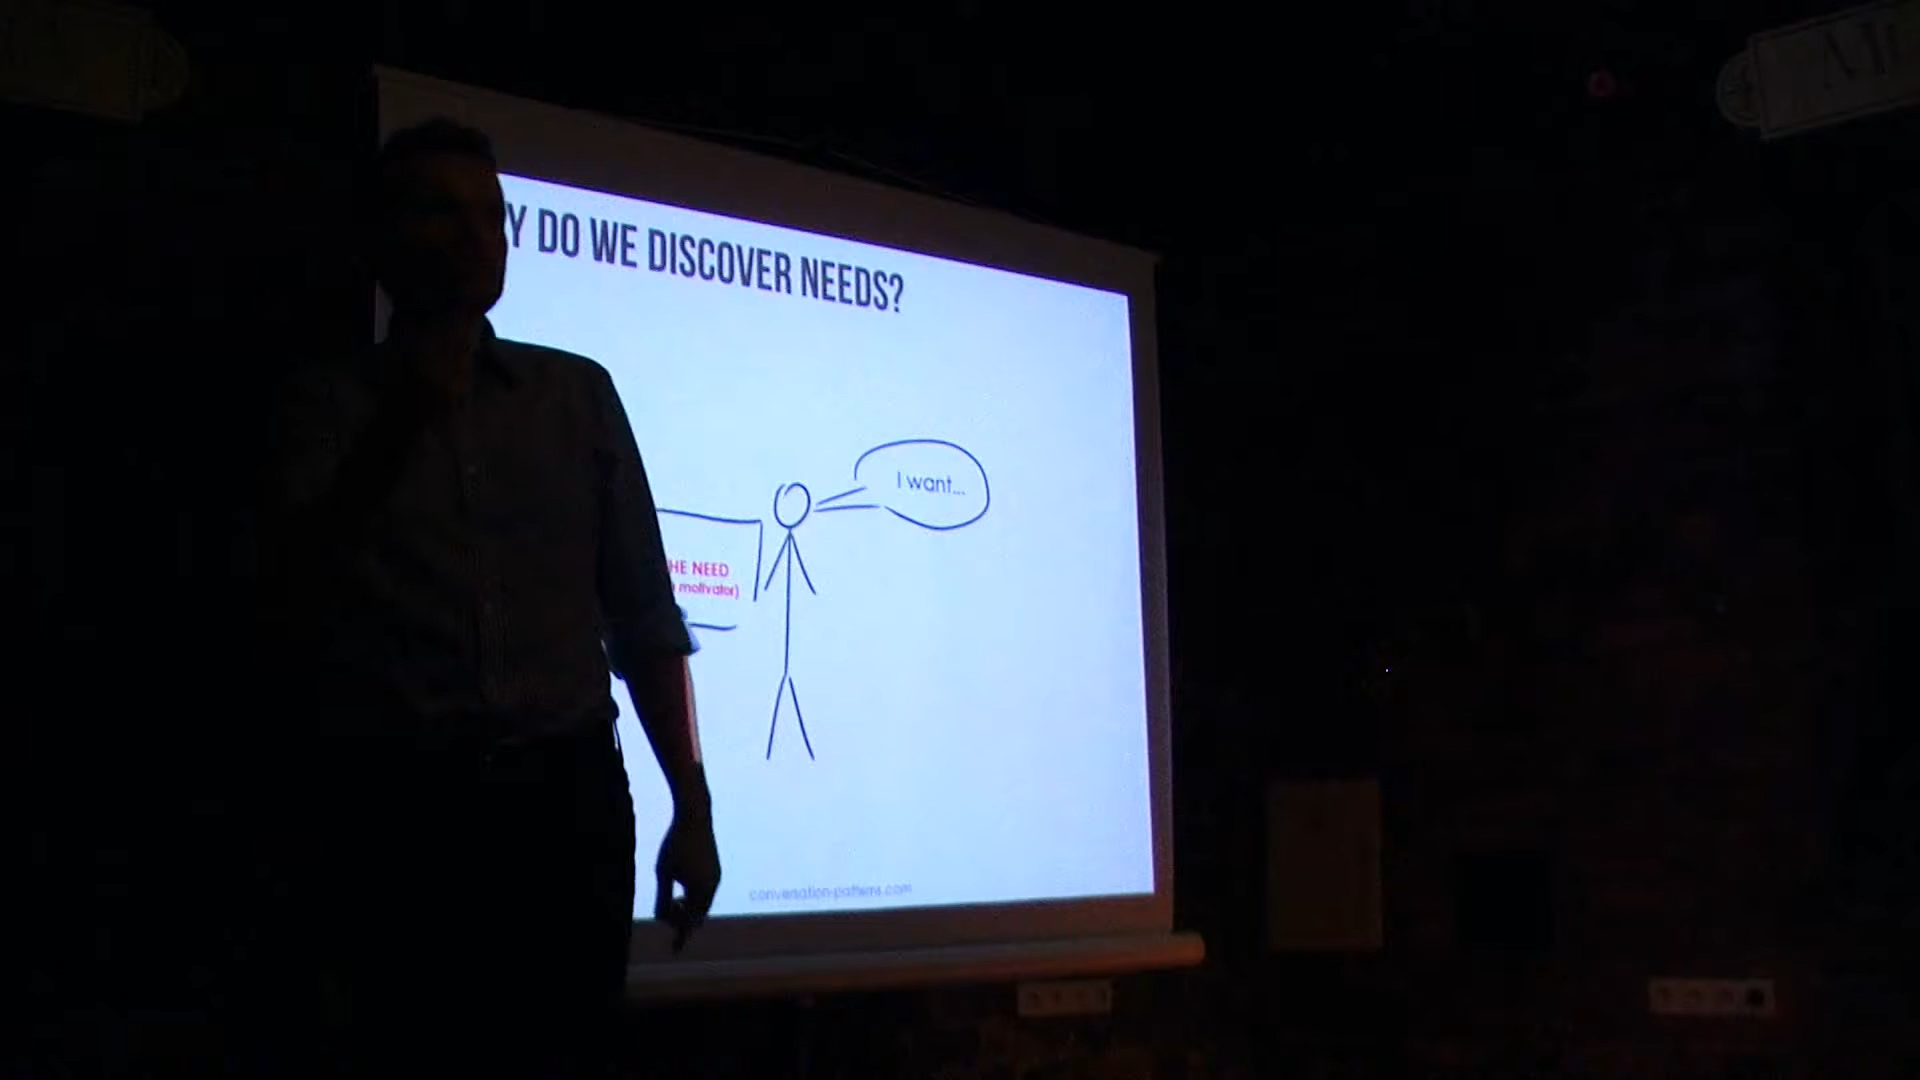 Y DO WE DISCOVER NEEDS?
I want...
HE NEED
motivator)
conversation-patterns.com